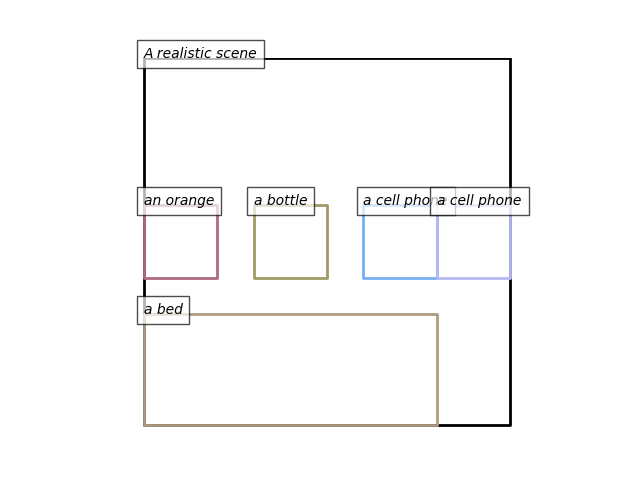 A realistic scene
an orange
a bottle
a cell phone
a cell phone
a bed